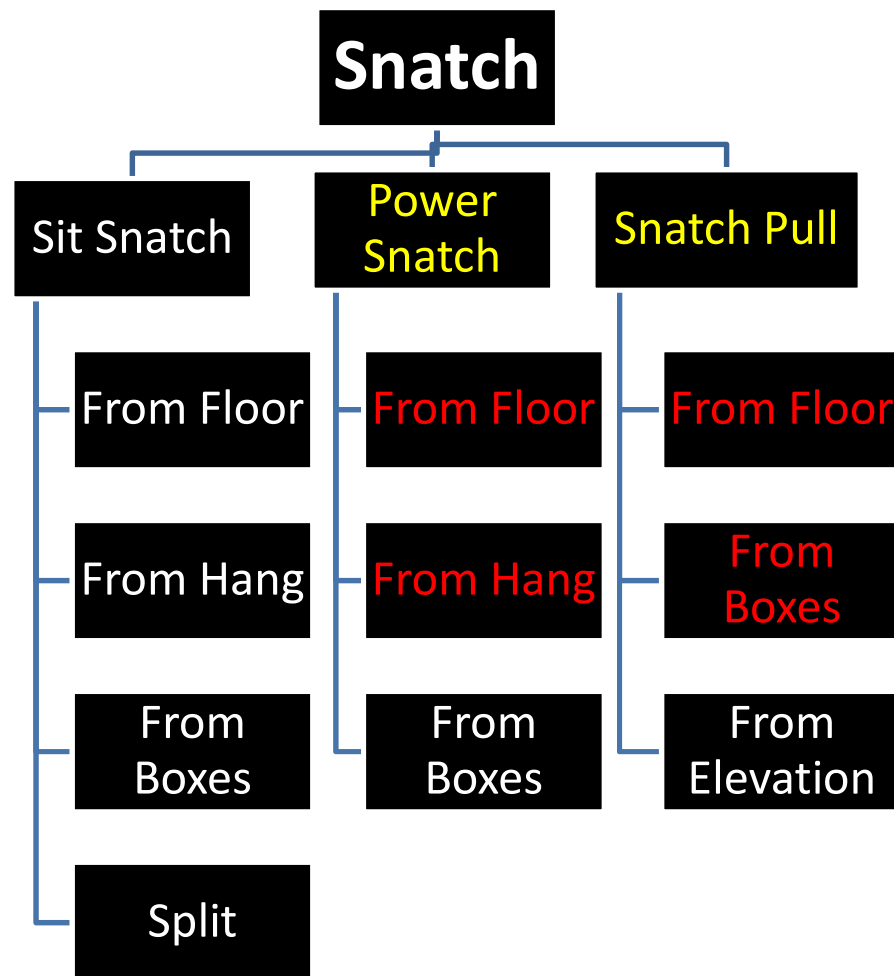 Snatch
Sit Snatch
Power
Snatch
Snatch Pull
From Floor
From Floor
From Floor
From Hang
From Hang
From
Boxes
From
Boxes
From
Boxes
From
Elevation
Split